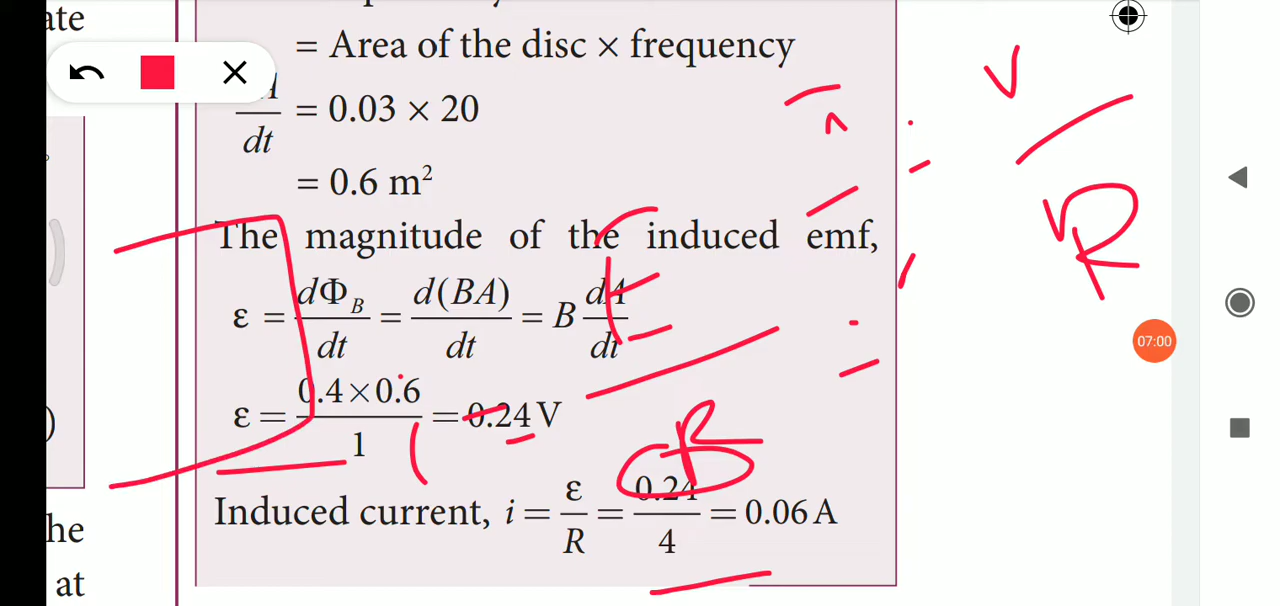 ate
= Area of the disc × frequency
dt = 0.03 × 20
= 0.6 m²
The magnitude of the induced emf,
ε = dΦ_B/dt = d(BA)/dt = B dA/dt
ε = 0.4×0.6/1 = 0.24 V
Induced current, i = ε/R = 0.24/4 = 0.06 A
)
he
at
V
R
B
07:00